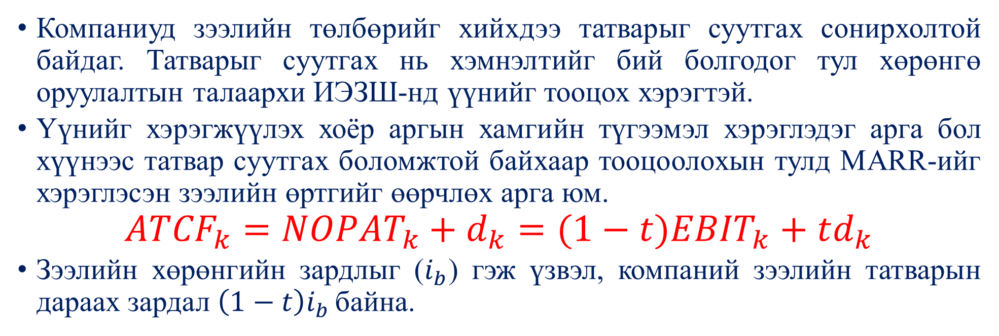 • Компаниуд зээлийн төлбөрийг хийхдээ татварыг суутгах сонирхолтой
байдаг. Татварыг суутгах нь хэмнэлтийг бий болгодог тул хөрөнгө
оруулалтын талаархи ИЭЗШ-нд үүнийг тооцох хэрэгтэй.
• Үүнийг хэрэгжүүлэх хоёр аргын хамгийн түгээмэл хэрэглэдэг арга бол
хүүнээс татвар суутгах боломжтой байхаар тооцоолохын тулд MARR-ийг
хэрэглэсэн зээлийн өртгийг өөрчлөх арга юм.
$ATCF_k = NOPAT_k + d_k = (1 - t)EBIT_k + td_k$
• Зээлийн хөрөнгийн зардлыг $(i_b)$ гэж үзвэл, компаний зээлийн татварын
дараах зардал $(1 - t)i_b$ байна.